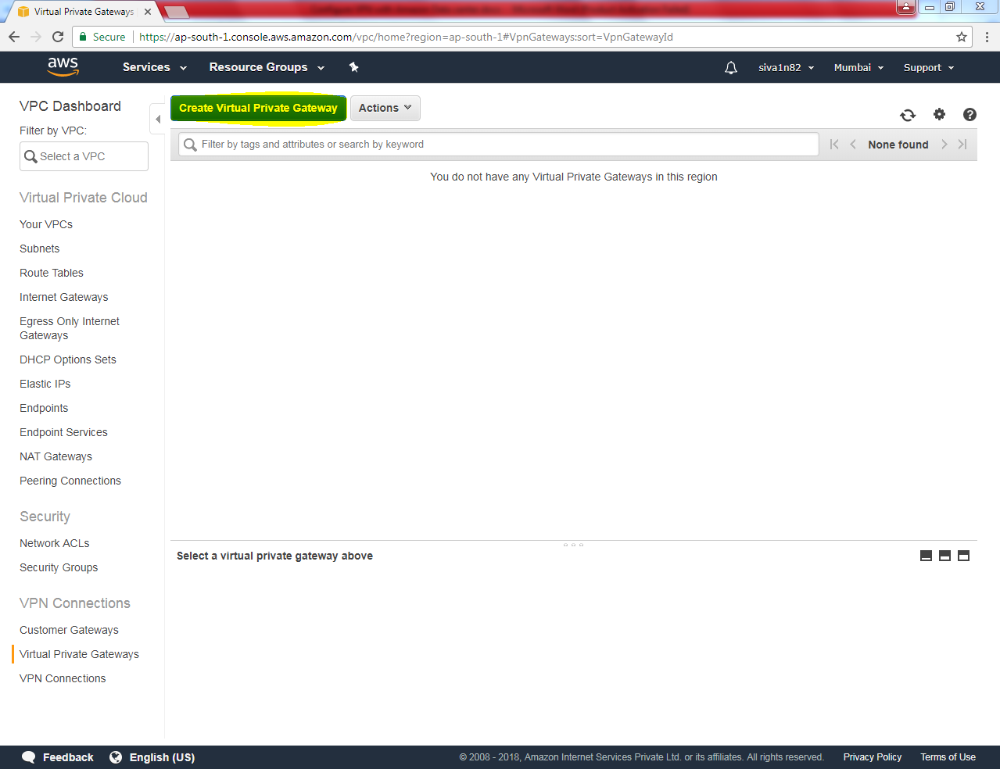 Virtual Private Gateways
Secure
https://ap-south-1.console.aws.amazon.com/vpc/home?region=ap-south-1#VpnGateways:sort=VpnGatewayId
aws
Services
Resource Groups
siva1n82
Mumbai
Support
VPC Dashboard
Filter by VPC:
Select a VPC
Virtual Private Cloud
Your VPCs
Subnets
Route Tables
Internet Gateways
Egress Only Internet
Gateways
DHCP Options Sets
Elastic IPs
Endpoints
Endpoint Services
NAT Gateways
Peering Connections
Security
Network ACLs
Security Groups
VPN Connections
Customer Gateways
Virtual Private Gateways
VPN Connections
Create Virtual Private Gateway
Actions
Filter by tags and attributes or search by keyword
None found
You do not have any Virtual Private Gateways in this region
Select a virtual private gateway above
Feedback
English (US)
© 2008 - 2018, Amazon Internet Services Private Ltd. or its affiliates. All rights reserved.
Privacy Policy
Terms of Use